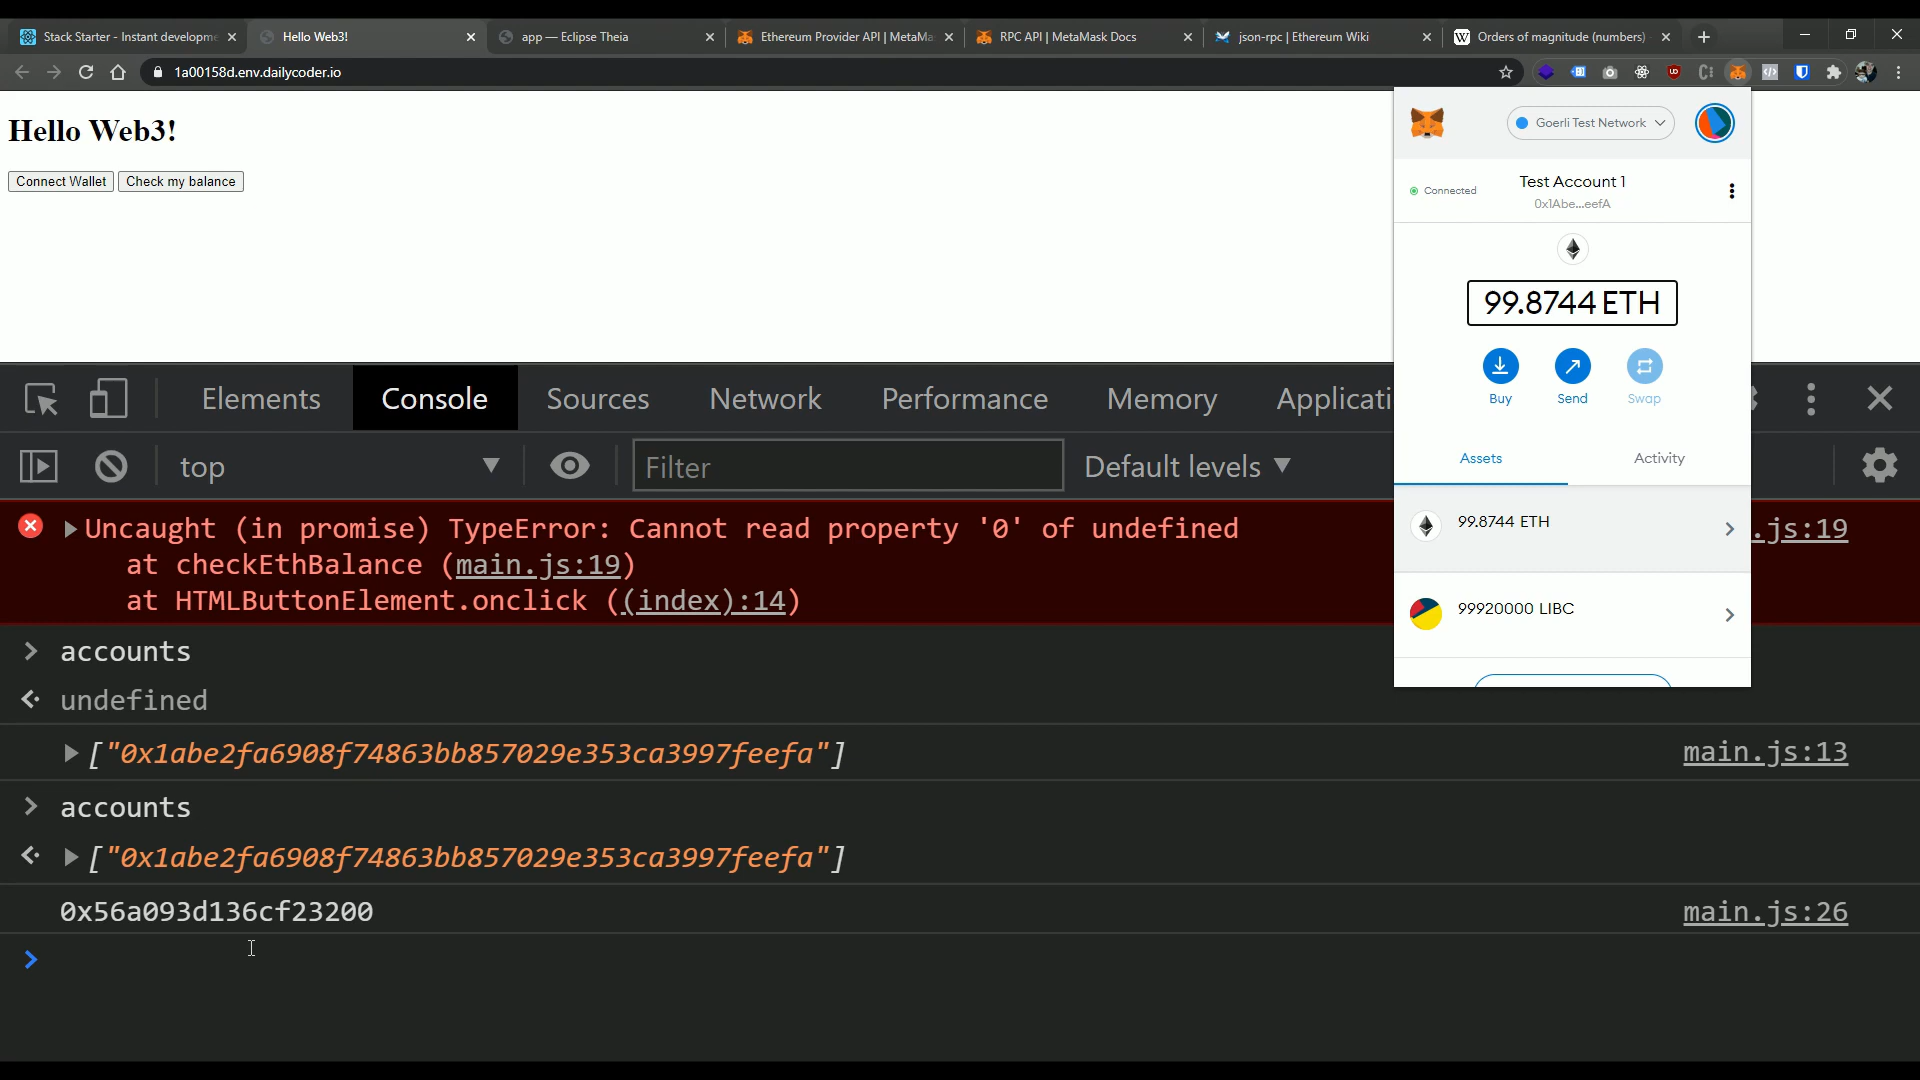 Stack Starter - Instant developme
Hello Web3!
app — Eclipse Theia
Ethereum Provider API | MetaMa
RPC API | MetaMask Docs
json-rpc | Ethereum Wiki
Orders of magnitude (numbers)
1a00158d.env.dailycoder.io
Hello Web3!
Connect Wallet
Check my balance
Goerli Test Network
Connected
Test Account 1
0x1Abe...eefA
99.8744 ETH
Buy
Send
Swap
Assets
Activity
99.8744 ETH
99920000 LIBC
Elements
Console
Sources
Network
Performance
Memory
Applicati
top
Filter
Default levels
Uncaught (in promise) TypeError: Cannot read property '0' of undefined
.js:19
at checkEthBalance (main.js:19)
at HTMLButtonElement.onclick ((index):14)
accounts
undefined
["0x1abe2fa6908f74863bb857029e353ca3997feefa"]
main.js:13
accounts
["0x1abe2fa6908f74863bb857029e353ca3997feefa"]
0x56a093d136cf23200
main.js:26